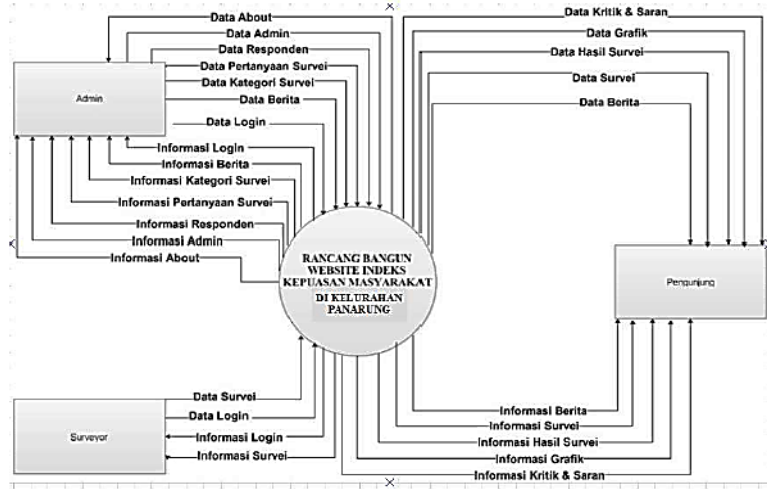 Data About
Data Admin
Data Responden
Data Pertanyaan Survei
Data Kategori Survei
Data Berita
Data Login
Admin
Informasi Login
Informasi Berita
Informasi Kategori Survei
Informasi Pertanyaan Survei
Informasi Responden
Informasi Admin
Informasi About
Data Kritik & Saran
Data Grafik
Data Hasil Survei
Data Survei
Data Berita
RANCANG BANGUN
WEBSITE INDEKS
KEPUASAN MASYARAKAT
DI KELURAHAN
PANARUNG
Pengunjung
Data Survei
Data Login
Informasi Login
Informasi Survei
Surveyor
Informasi Berita
Informasi Survei
Informasi Hasil Survei
Informasi Grafik
Informasi Kritik & Saran